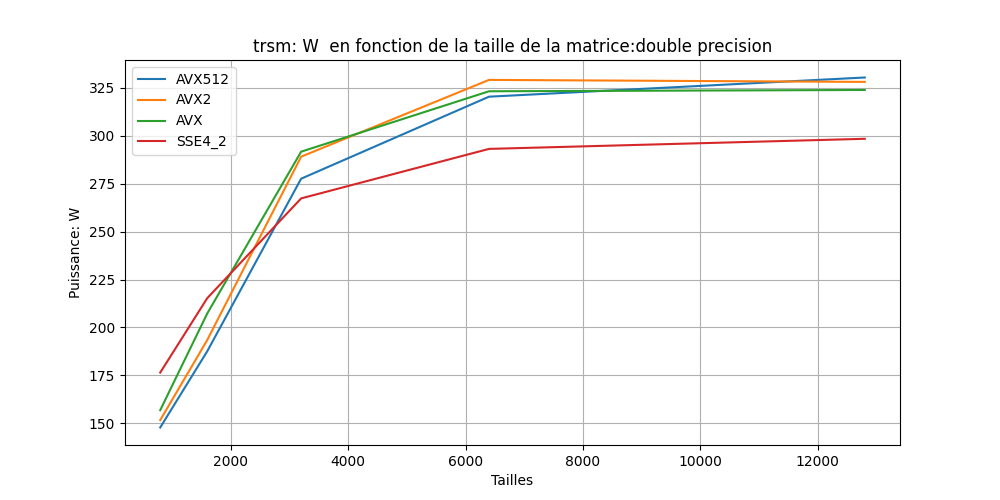 trsm: W  en fonction de la taille de la matrice:double precision
AVX512
AVX2
AVX
SSE4_2
Puissance: W
325
300
275
250
225
200
175
150
2000
4000
6000
8000
10000
12000
Tailles